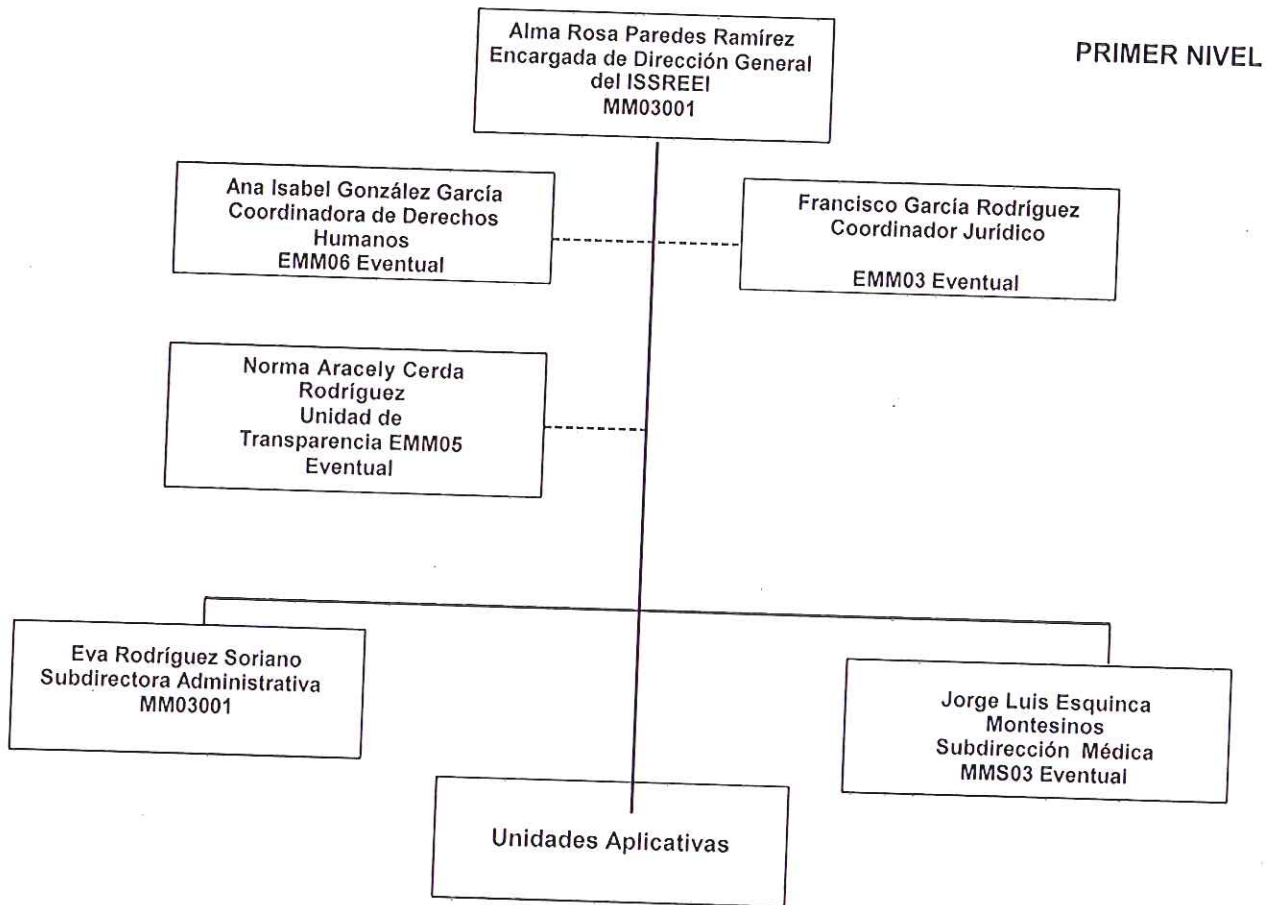 Alma Rosa Paredes Ramírez
Encargada de Dirección General
del ISSREEI
MM03001
PRIMER NIVEL
Ana Isabel González García
Coordinadora de Derechos
Humanos
EMM06 Eventual
Francisco García Rodríguez
Coordinador Jurídico
EMM03 Eventual
Norma Aracely Cerda
Rodríguez
Unidad de
Transparencia EMM05
Eventual
Eva Rodríguez Soriano
Subdirectora Administrativa
MM03001
Jorge Luis Esquinca
Montesinos
Subdirección Médica
MMS03 Eventual
Unidades Aplicativas